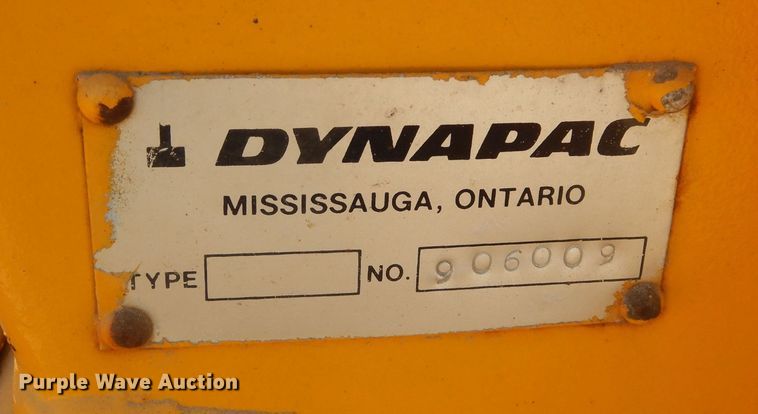 DYNAPAC
MISSISSAUGA, ONTARIO
TYPE NO. 906009
Purple Wave Auction